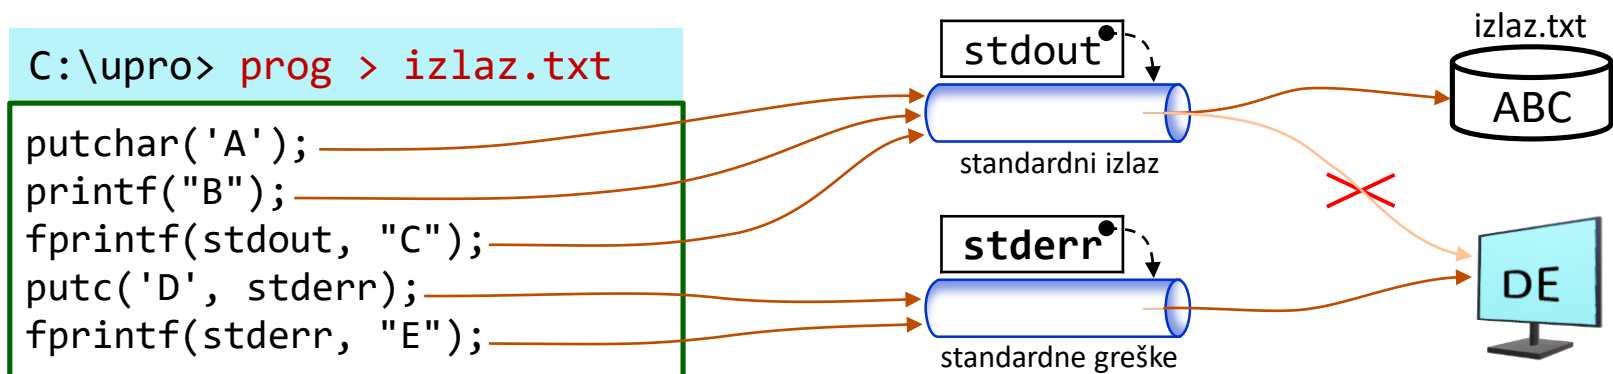 C:\upro> prog > izlaz.txt
putchar('A');
printf("B");
fprintf(stdout, "C");
putc('D', stderr);
fprintf(stderr, "E");
stdout
standardni izlaz
stderr
standardne greške
izlaz.txt
ABC
DE